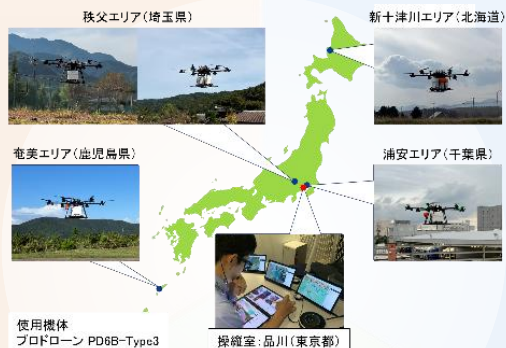 秩父エリア(埼玉県)
新十津川エリア(北海道)
奄美エリア(鹿児島県)
浦安エリア(千葉県)
使用機体
プロドローン PD6B-Type3
操縦室:品川(東京都)